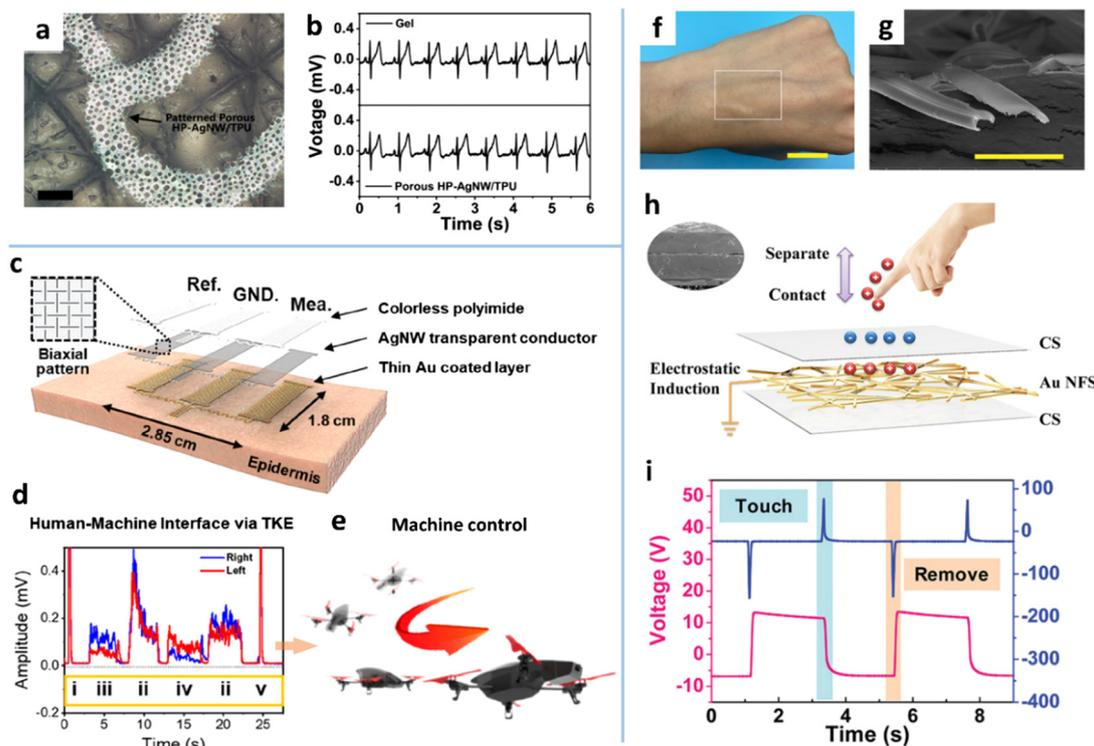 a
Patterned Porous
HP-AgNW/TPU
b
Votage (mV)
0.4
0.0
-0.4
0.4
0.0
-0.4
Gel
Porous HP-AgNW/TPU
0 1 2 3 4 5 6
Time (s)
c
Biaxial
pattern
Ref.
GND.
Mea.
Colorless polyimide
AgNW transparent conductor
Thin Au coated layer
1.8 cm
2.85 cm
Epidermis
d
Human-Machine Interface via TKE
Amplitude (mV)
0.4
0.2
0.0
-0.2
Right
Left
i iii ii iv ii v
0 5 10 15 20 25
Time (s)
e
Machine control
f
g
h
Separate
Contact
CS
Electrostatic
Induction
Au NFS
CS
i
Voltage (V)
50
40
30
20
10
0
-10
Touch
Remove
100
0
-100
-200
-300
-400
0 2 4 6 8
Time (s)